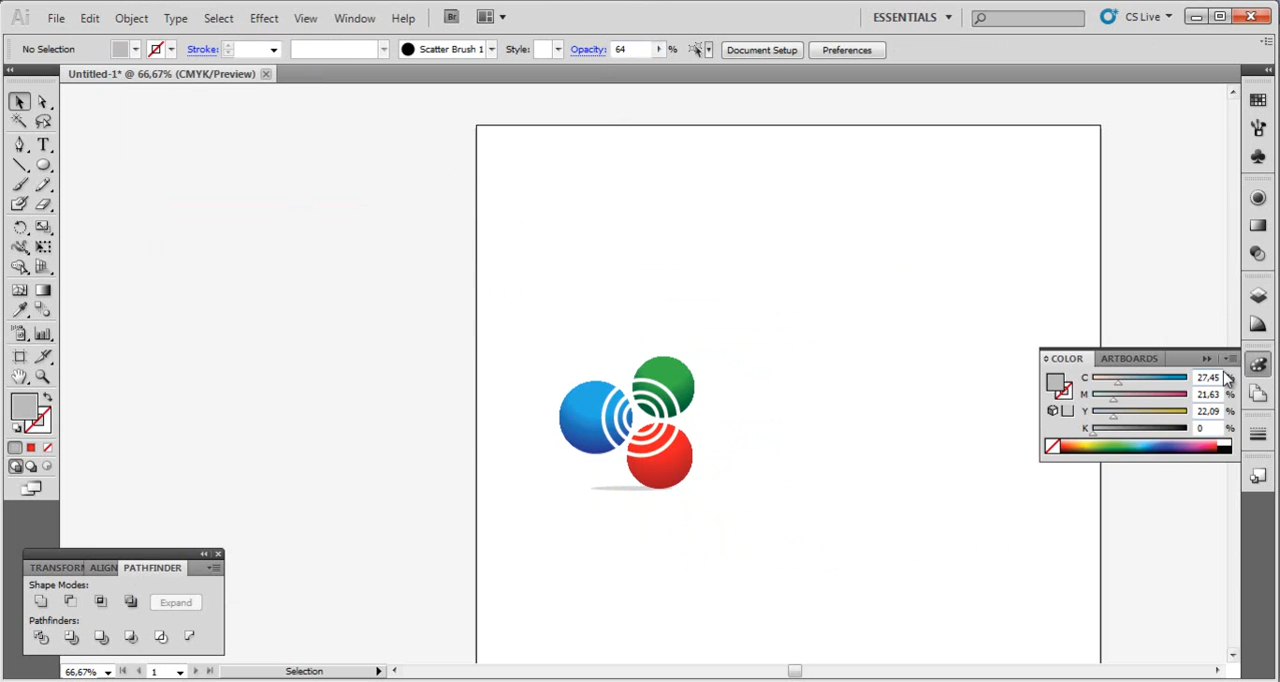 Ai File Edit Object Type Select Effect View Window Help Br ESSENTIALS CS Live
No Selection Stroke: Scatter Brush 1 Style: Opacity: 64 % Document Setup Preferences
Untitled-1* @ 66,67% (CMYK/Preview)
COLOR ARTBOARDS
C 27,45 %
M 21,63 %
Y 22,09 %
K 0 %
TRANSFORM ALIGN PATHFINDER
Shape Modes:
Expand
Pathfinders:
66,67% 1 Selection